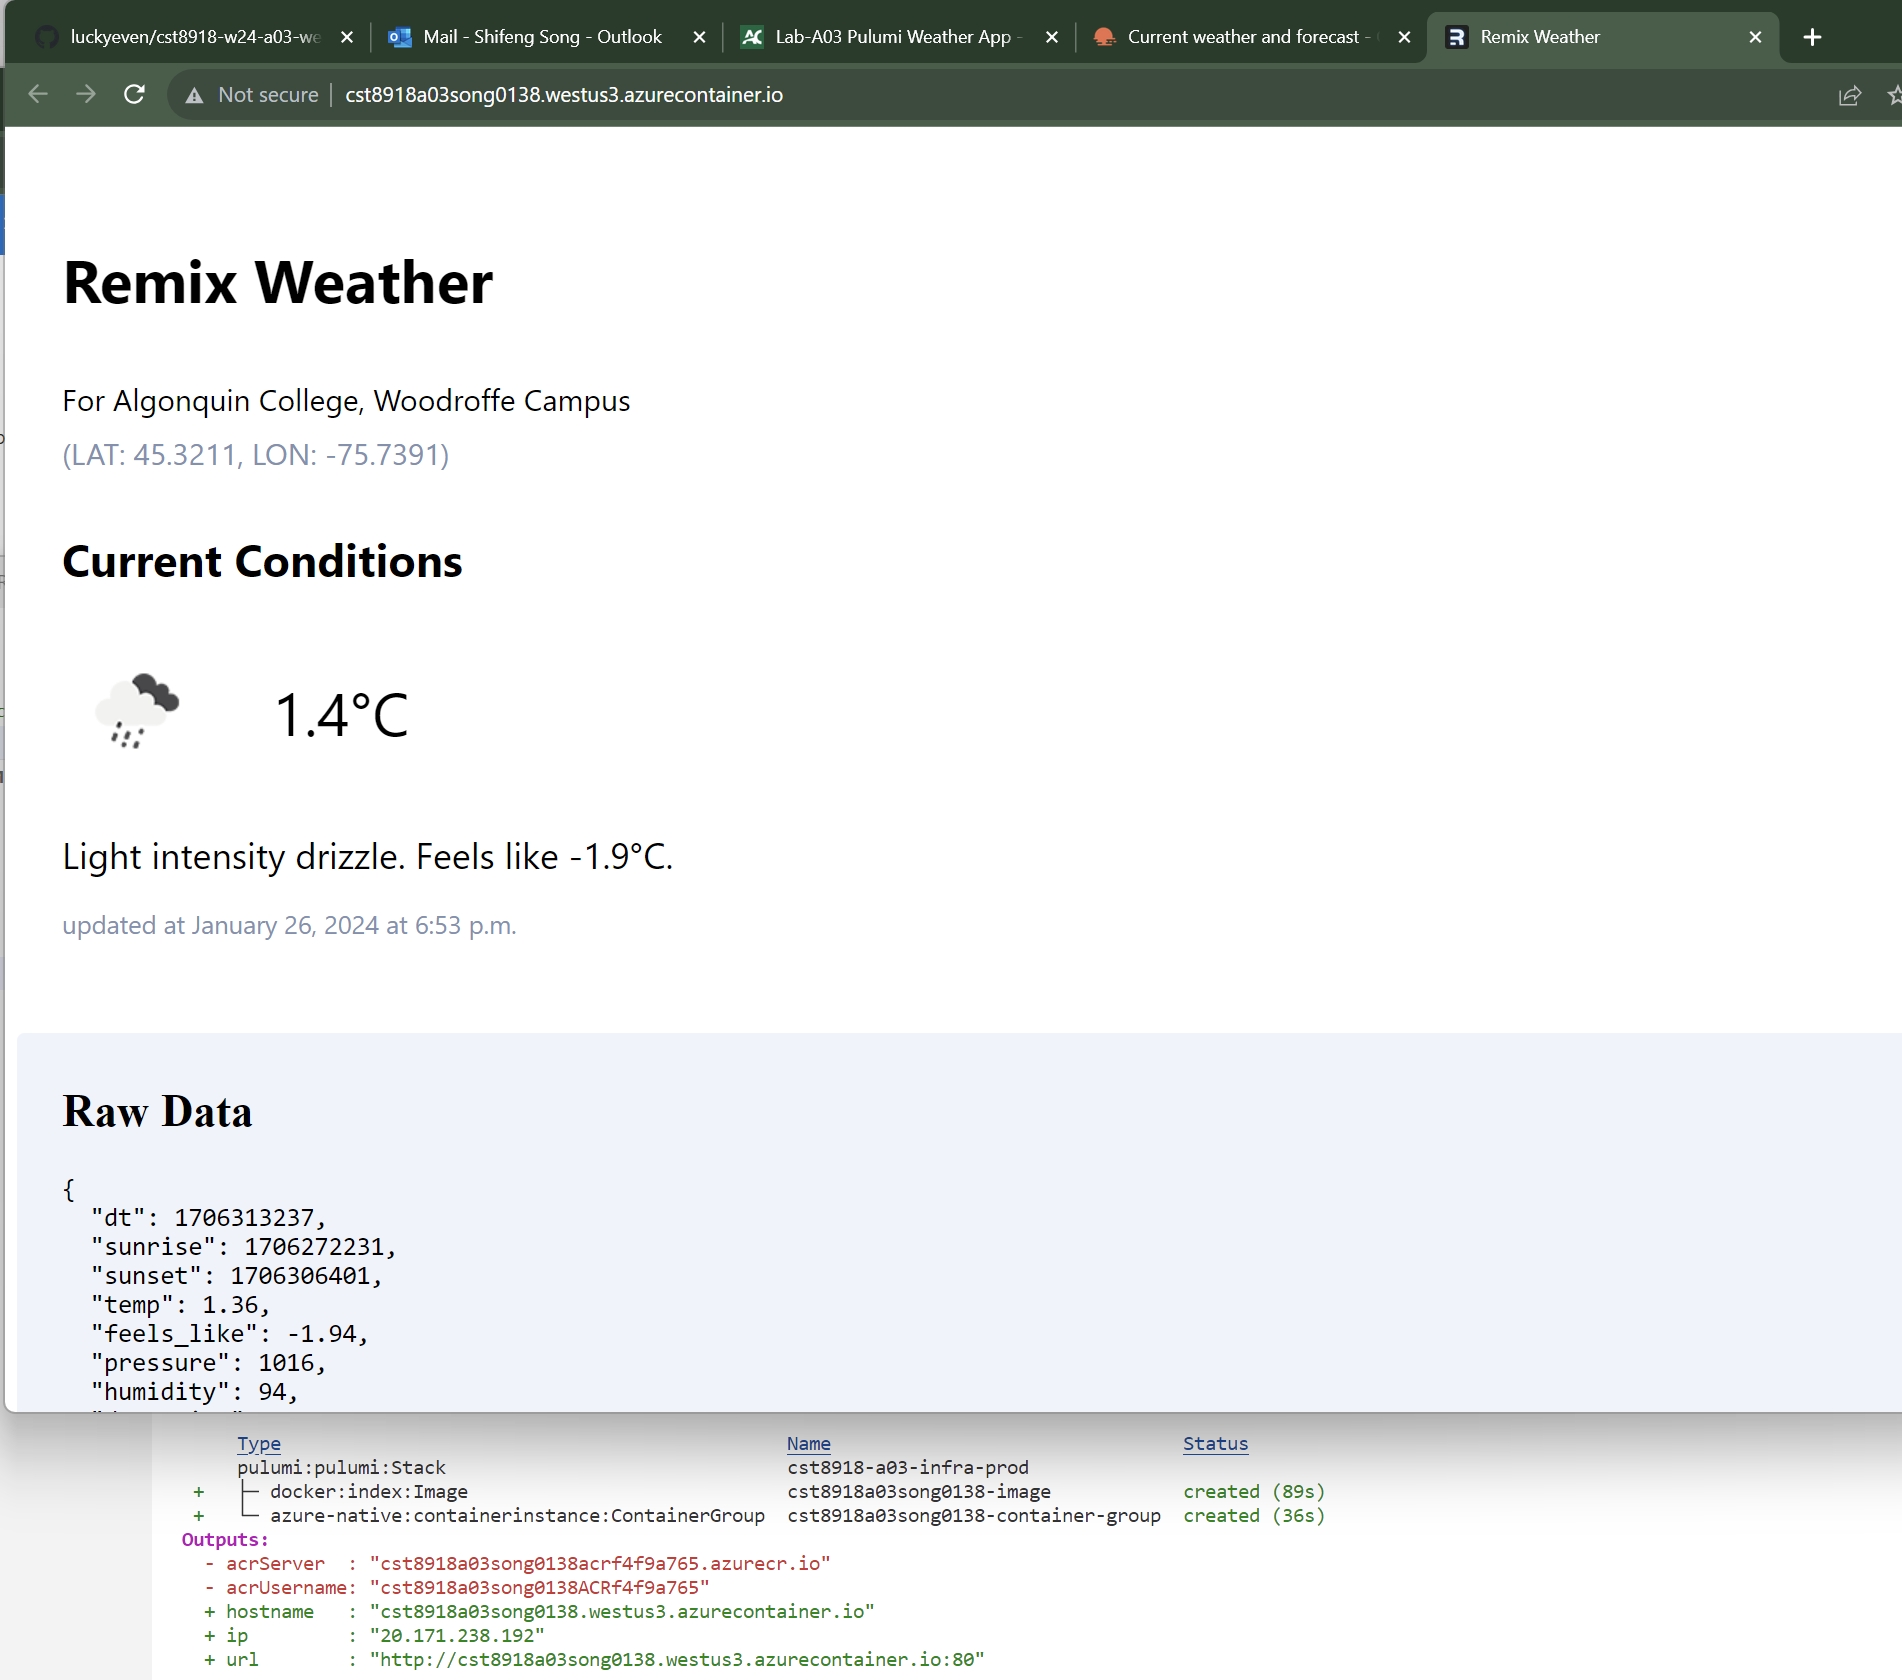 luckyeven/cst8918-w24-a03-we
Mail - Shifeng Song - Outlook
Lab-A03 Pulumi Weather App -
Current weather and forecast -
Remix Weather
Not secure
cst8918a03song0138.westus3.azurecontainer.io
Remix Weather
For Algonquin College, Woodroffe Campus
(LAT: 45.3211, LON: -75.7391)
Current Conditions
1.4°C
Light intensity drizzle. Feels like -1.9°C.
updated at January 26, 2024 at 6:53 p.m.
Raw Data
{
"dt": 1706313237,
"sunrise": 1706272231,
"sunset": 1706306401,
"temp": 1.36,
"feels_like": -1.94,
"pressure": 1016,
"humidity": 94,
Type Name Status
pulumi:pulumi:Stack cst8918-a03-infra-prod
+ ├─ docker:index:Image cst8918a03song0138-image created (89s)
+ └─ azure-native:containerinstance:ContainerGroup cst8918a03song0138-container-group created (36s)
Outputs:
- acrServer : "cst8918a03song0138acrf4f9a765.azurecr.io"
- acrUsername: "cst8918a03song0138ACRf4f9a765"
+ hostname : "cst8918a03song0138.westus3.azurecontainer.io"
+ ip : "20.171.238.192"
+ url : "http://cst8918a03song0138.westus3.azurecontainer.io:80"